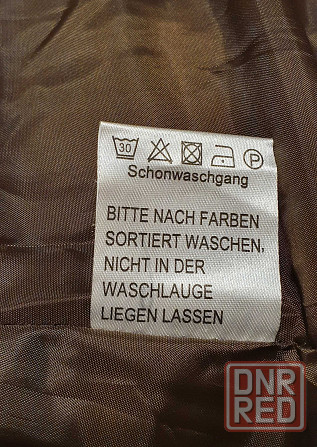 30 P
Schonwaschgang
BITTE NACH FARBEN
SORTIERT WASCHEN,
NICHT IN DER
WASCHLAUGE
LIEGEN LASSEN
DNR
RED